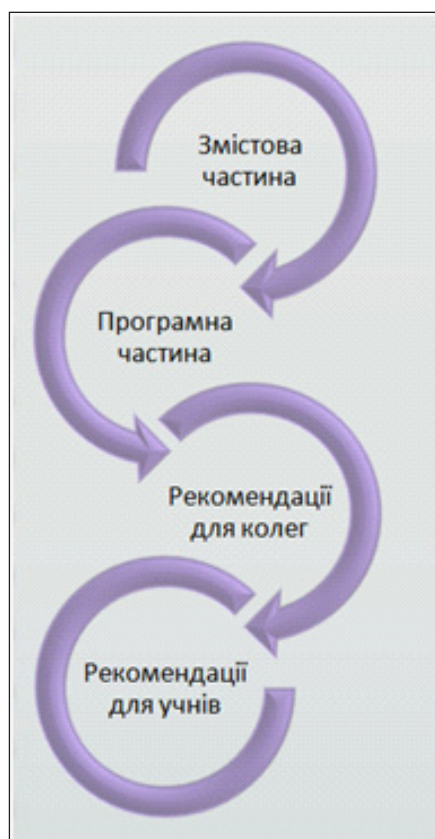 Змістова
частина
Програмна
частина
Рекомендації
для колег
Рекомендації
для учнів